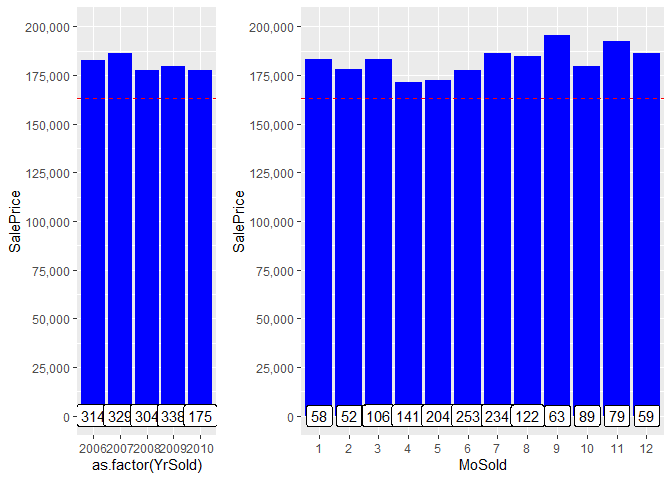 200,000
175,000
150,000
125,000
100,000
75,000
50,000
25,000
0
SalePrice
314 329 304 338 175
2006 2007 2008 2009 2010
as.factor(YrSold)
200,000
175,000
150,000
125,000
100,000
75,000
50,000
25,000
0
SalePrice
58 52 106 141 204 253 234 122 63 89 79 59
1 2 3 4 5 6 7 8 9 10 11 12
MoSold